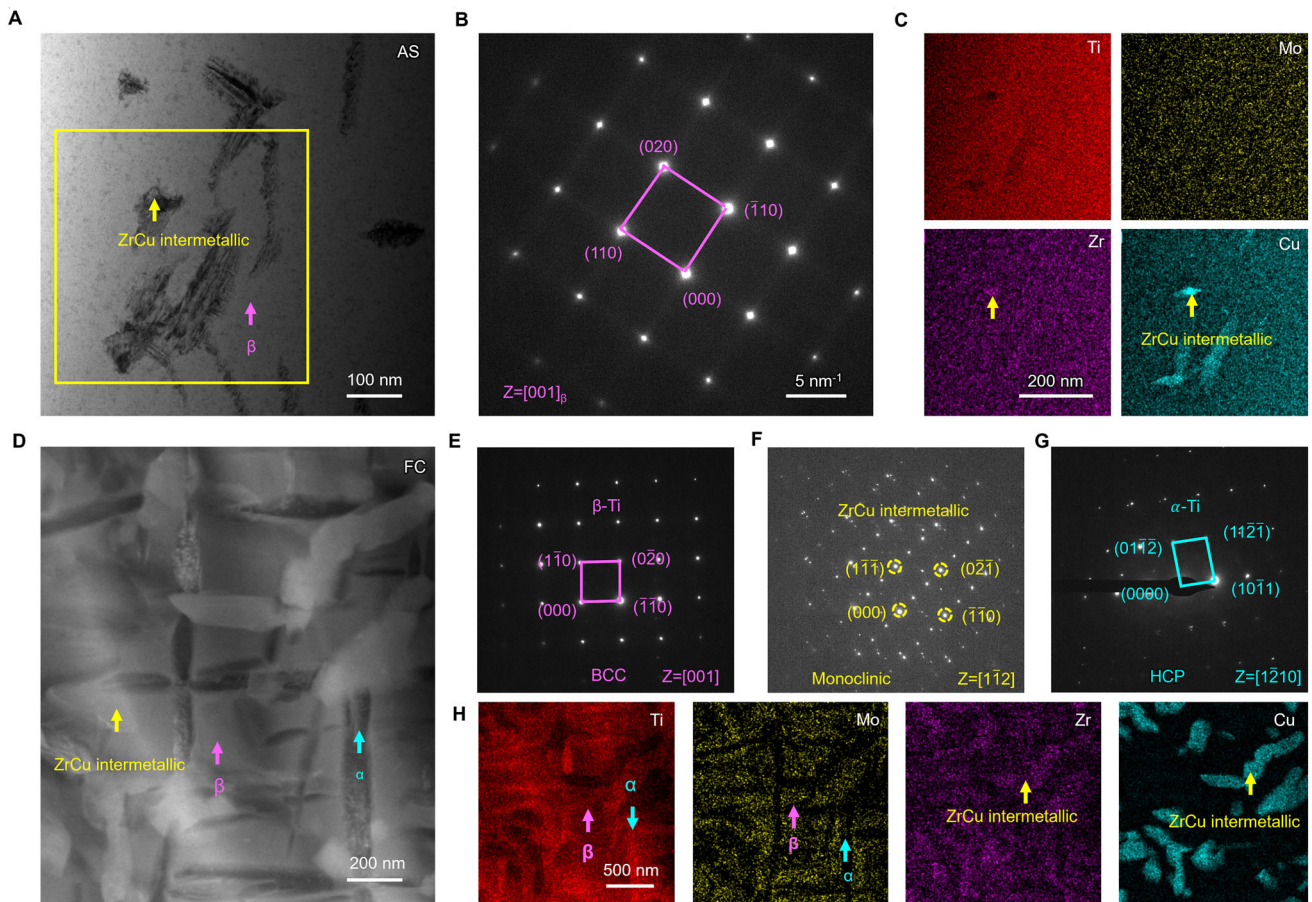 A
AS
ZrCu intermetallic
β
100 nm
B
(020)
(1̅10)
(110)
(000)
Z=[001]β
5 nm⁻¹
C
Ti
Mo
Zr
Cu
ZrCu intermetallic
200 nm
D
FC
ZrCu intermetallic
β
α
200 nm
E
β-Ti
(11̅0)
(02̅0)
(000)
(1̅1̅0)
BCC
Z=[001]
F
ZrCu intermetallic
(11̅1̅)
(02̅1̅)
(000)
(1̅1̅0)
Monoclinic
Z=[11̅2]
G
α-Ti
(011̅2̅)
(112̅1̅)
(0000)
(101̅1)
HCP
Z=[12̅10]
H
Ti
α
β
500 nm
Mo
β
α
Zr
ZrCu intermetallic
Cu
ZrCu intermetallic